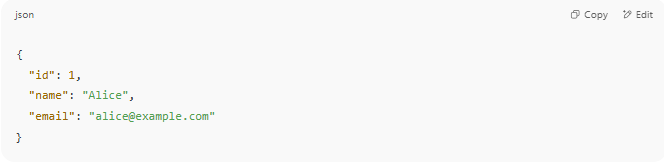 json Copy Edit
{
"id": 1,
"name": "Alice",
"email": "alice@example.com"
}